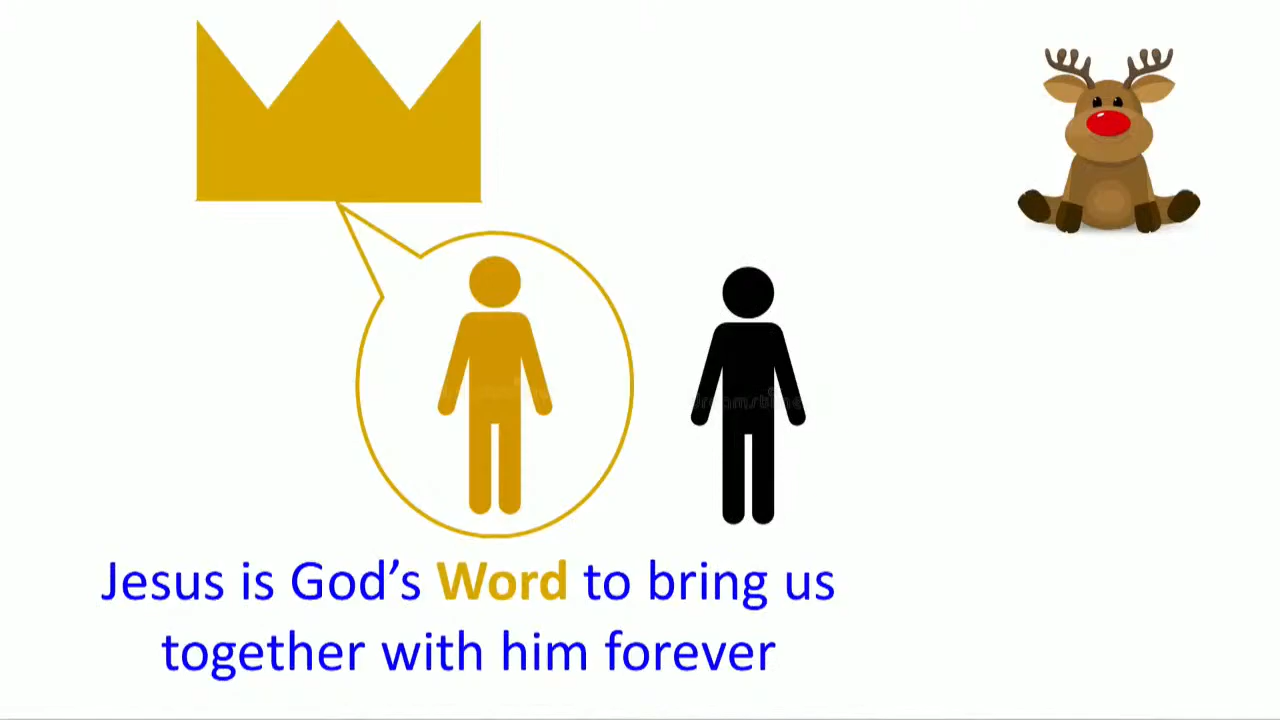 Jesus is God’s Word to bring us
together with him forever